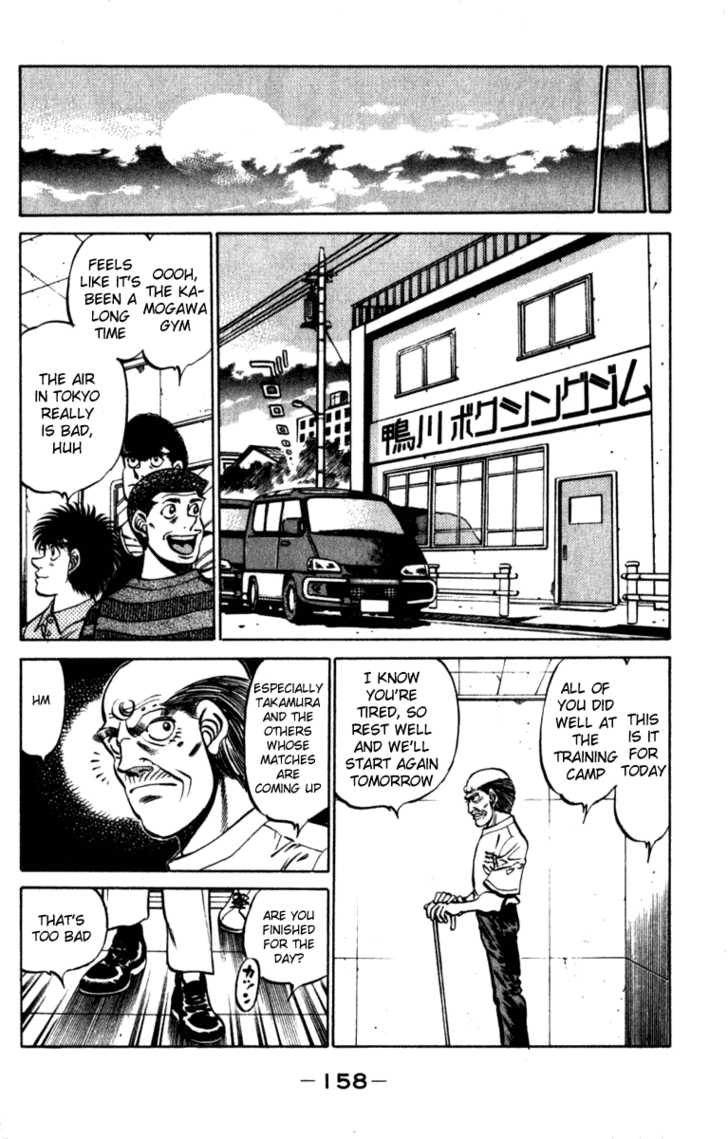 鴨川ボクシングジム
OOOH,
THE KA-
MOGAWA
GYM
FEELS
LIKE IT'S
BEEN A
LONG
TIME
THE AIR
IN TOKYO
REALLY
IS BAD,
HUH
THIS
IS IT
FOR
TODAY
ALL OF
YOU DID
WELL AT
THE
TRAINING
CAMP
I KNOW
YOU'RE
TIRED, SO
REST WELL
AND WE'LL
START AGAIN
TOMORROW
ESPECIALLY
TAKAMURA
AND THE
OTHERS
WHOSE
MATCHES
ARE
COMING UP
HM
ARE YOU
FINISHED
FOR THE
DAY?
カツン
THAT'S
TOO BAD
－158－